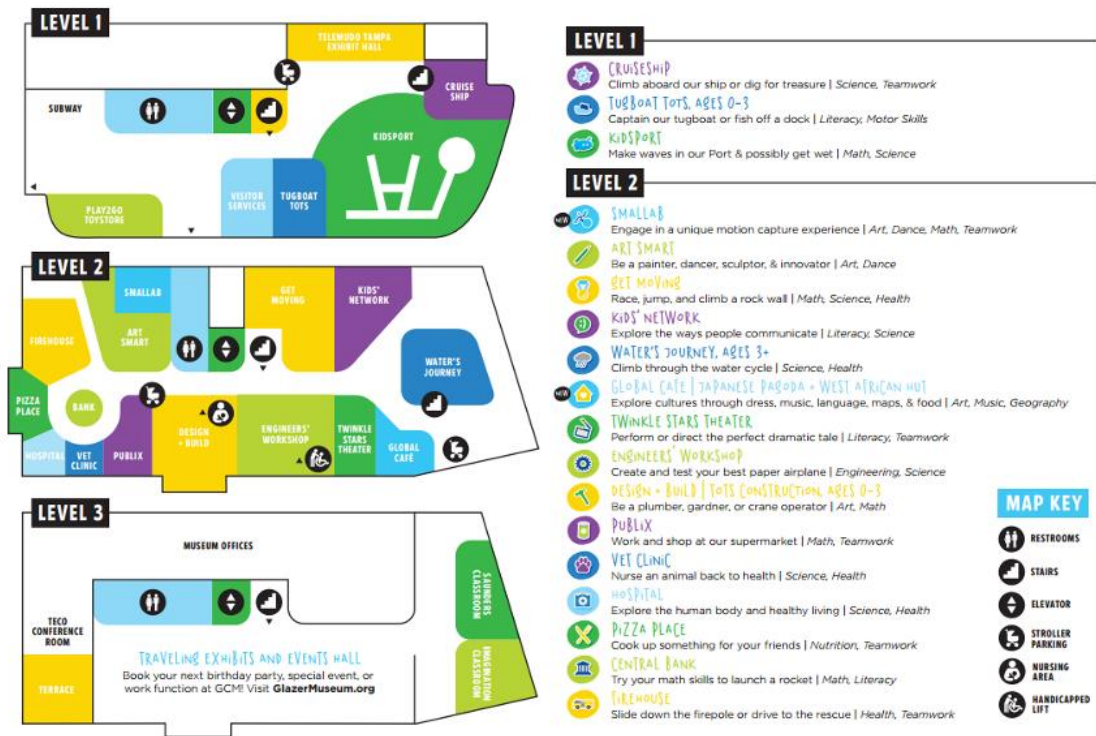 LEVEL 1
TELEMUDO TAMPA
EXHIBIT HALL
CRUISE
SHIP
SUBWAY
KIDSPORT
VISITOR
SERVICES
TUGBOAT
TOTS
PLAY2GO
TOYSTORE
LEVEL 2
SMALLAB
GET
MOVING
KIDS'
NETWORK
FIREHOUSE
ART
SMART
WATER'S
JOURNEY
PIZZA
PLACE
BANK
DESIGN
+ BUILD
ENGINEERS'
WORKSHOP
TWINKLE
STARS
THEATER
GLOBAL
CAFÉ
HOSPITAL
VET
CLINIC
PUBLIX
LEVEL 3
MUSEUM OFFICES
TECO
CONFERENCE
ROOM
TERRACE
SAUNDERS
CLASSROOM
IMAGINATION
CLASSROOM
TRAVELING EXHIBITS AND EVENTS HALL
Book your next birthday party, special event, or
work function at GCM! Visit GlazerMuseum.org
LEVEL 1
CRUISESHIP
Climb aboard our ship or dig for treasure | Science, Teamwork
TUGBOAT TOTS, AGES 0-3
Captain our tugboat or fish off a dock | Literacy, Motor Skills
KIDSPORT
Make waves in our Port & possibly get wet | Math, Science
LEVEL 2
NEW
SMALLAB
Engage in a unique motion capture experience | Art, Dance, Math, Teamwork
ART SMART
Be a painter, dancer, sculptor, & innovator | Art, Dance
GET MOVING
Race, jump, and climb a rock wall | Math, Science, Health
KIDS' NETWORK
Explore the ways people communicate | Literacy, Science
WATER'S JOURNEY, AGES 3+
Climb through the water cycle | Science, Health
NEW
GLOBAL CAFE | JAPANESE PAGODA + WEST AFRICAN HUT
Explore cultures through dress, music, language, maps, & food | Art, Music, Geography
TWINKLE STARS THEATER
Perform or direct the perfect dramatic tale | Literacy, Teamwork
ENGINEERS' WORKSHOP
Create and test your best paper airplane | Engineering, Science
DESIGN + BUILD | TOTS CONSTRUCTION, AGES 0-3
Be a plumber, gardner, or crane operator | Art, Math
PUBLIX
Work and shop at our supermarket | Math, Teamwork
VET CLINIC
Nurse an animal back to health | Science, Health
HOSPITAL
Explore the human body and healthy living | Science, Health
PIZZA PLACE
Cook up something for your friends | Nutrition, Teamwork
CENTRAL BANK
Try your math skills to launch a rocket | Math, Literacy
FIREHOUSE
Slide down the firepole or drive to the rescue | Health, Teamwork
MAP KEY
RESTROOMS
STAIRS
ELEVATOR
STROLLER
PARKING
NURSING
AREA
HANDICAPPED
LIFT